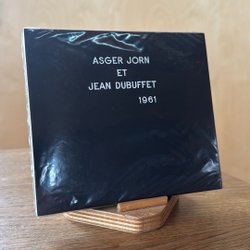 ASGER JORN
ET
JEAN DUBUFFET
1961